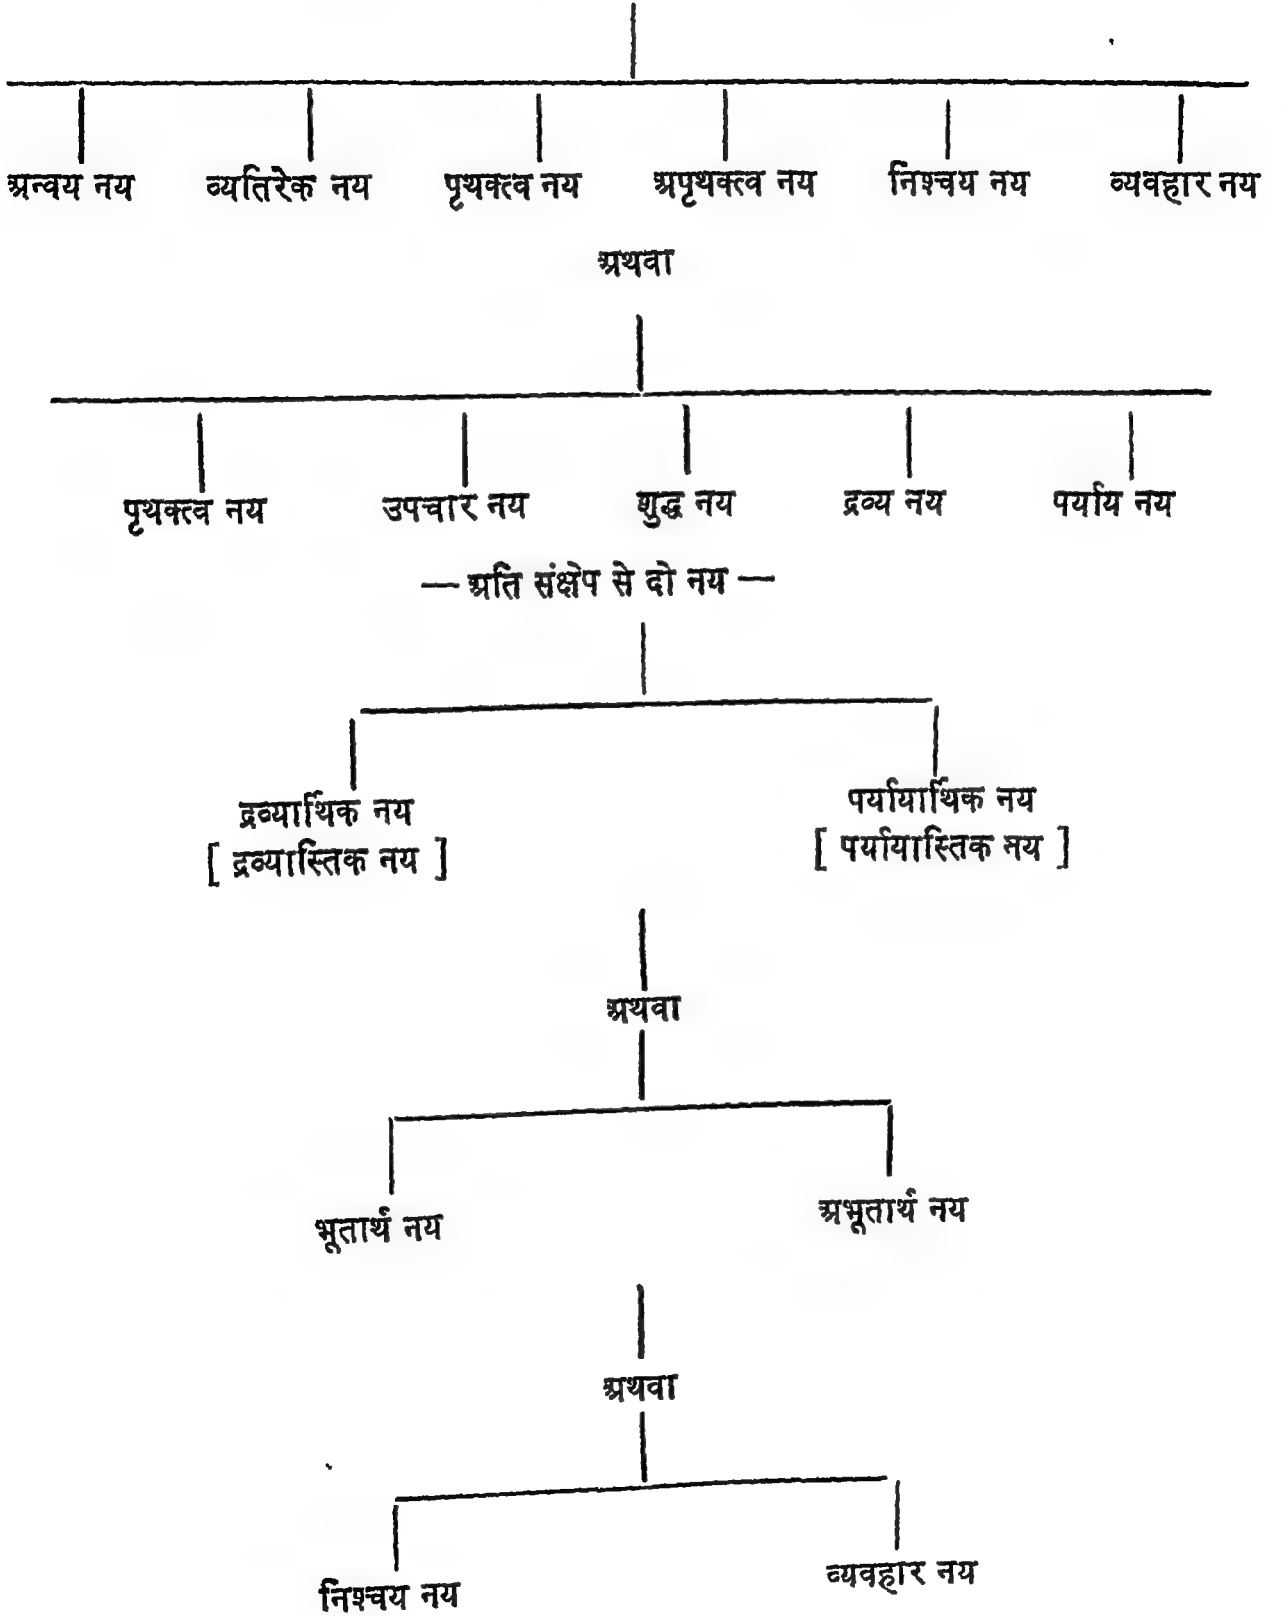 अन्वय नय व्यतिरेक नय पृथक्त्व नय अपृथक्त्व नय निश्चय नय व्यवहार नय
अथवा
पृथक्त्व नय उपचार नय शुद्ध नय द्रव्य नय पर्याय नय
— अति संक्षेप से दो नय —
द्रव्यार्थिक नय पर्यायार्थिक नय
[ द्रव्यास्तिक नय ] [ पर्यायास्तिक नय ]
अथवा
भूतार्थ नय अभूतार्थ नय
अथवा
निश्चय नय व्यवहार नय